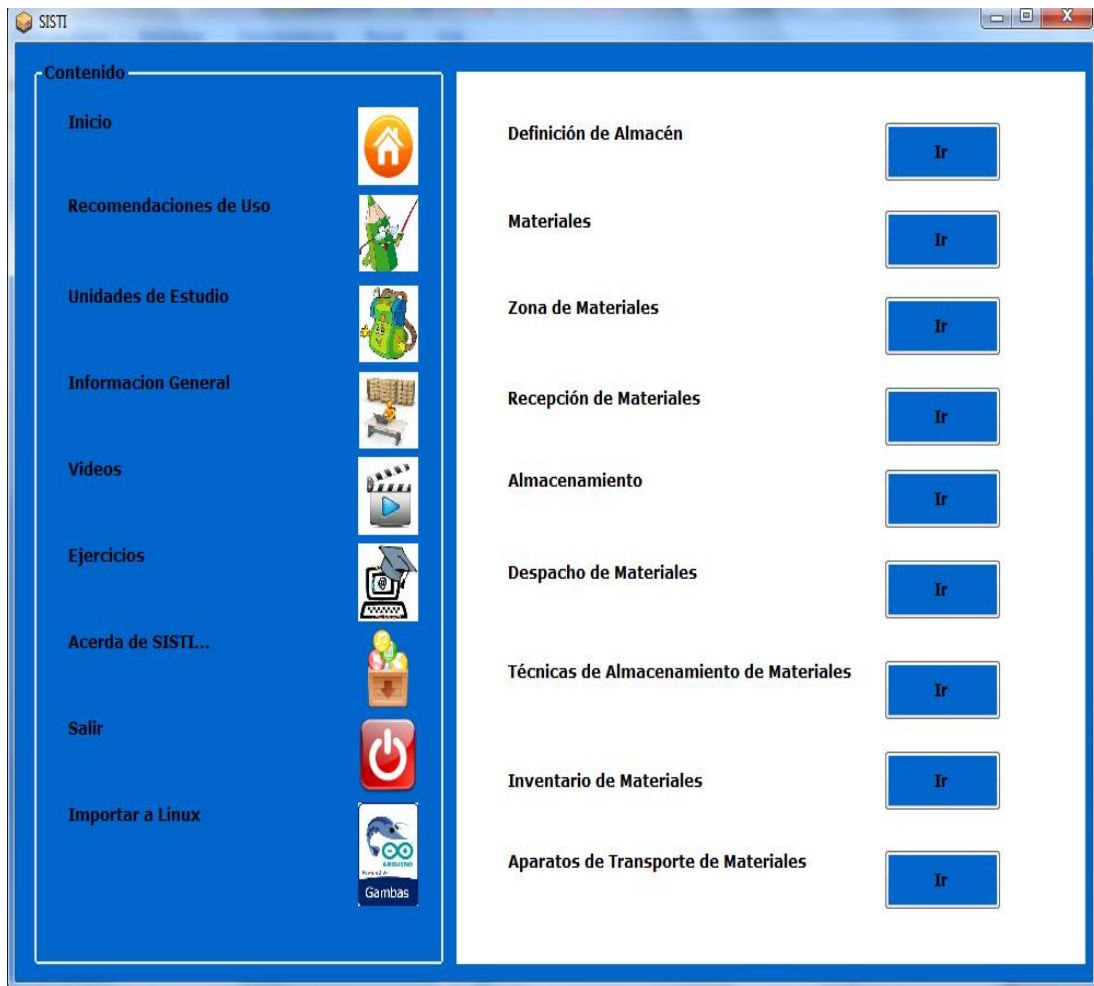 SISTI
Contenido
Inicio
Recomendaciones de Uso
Unidades de Estudio
Informacion General
Videos
Ejercicios
Acerda de SISTI...
Salir
Importar a Linux
ARDUINO
Gambas
Definición de Almacén
Ir
Materiales
Ir
Zona de Materiales
Ir
Recepción de Materiales
Ir
Almacenamiento
Ir
Despacho de Materiales
Ir
Técnicas de Almacenamiento de Materiales
Ir
Inventario de Materiales
Ir
Aparatos de Transporte de Materiales
Ir